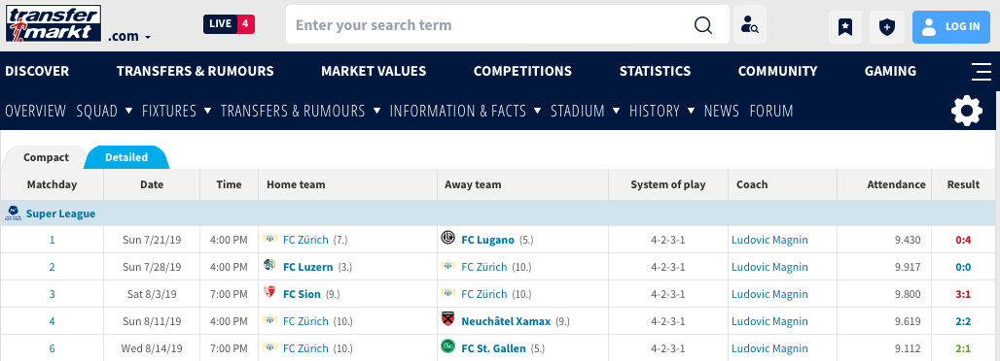 transfer
markt
.com
LIVE 4
Enter your search term
LOG IN
DISCOVER TRANSFERS & RUMOURS MARKET VALUES COMPETITIONS STATISTICS COMMUNITY GAMING
OVERVIEW SQUAD FIXTURES TRANSFERS & RUMOURS INFORMATION & FACTS STADIUM HISTORY NEWS FORUM
Compact Detailed
Matchday Date Time Home team Away team System of play Coach Attendance Result
Super League
1 Sun 7/21/19 4:00 PM FC Zürich (7.) FC Lugano (5.) 4-2-3-1 Ludovic Magnin 9.430 0:4
2 Sun 7/28/19 4:00 PM FC Luzern (3.) FC Zürich (10.) 4-2-3-1 Ludovic Magnin 9.917 0:0
3 Sat 8/3/19 7:00 PM FC Sion (9.) FC Zürich (10.) 4-2-3-1 Ludovic Magnin 9.800 3:1
4 Sun 8/11/19 4:00 PM FC Zürich (10.) Neuchâtel Xamax (9.) 4-2-3-1 Ludovic Magnin 9.619 2:2
6 Wed 8/14/19 7:00 PM FC Zürich (10.) FC St. Gallen (5.) 4-2-3-1 Ludovic Magnin 9.112 2:1